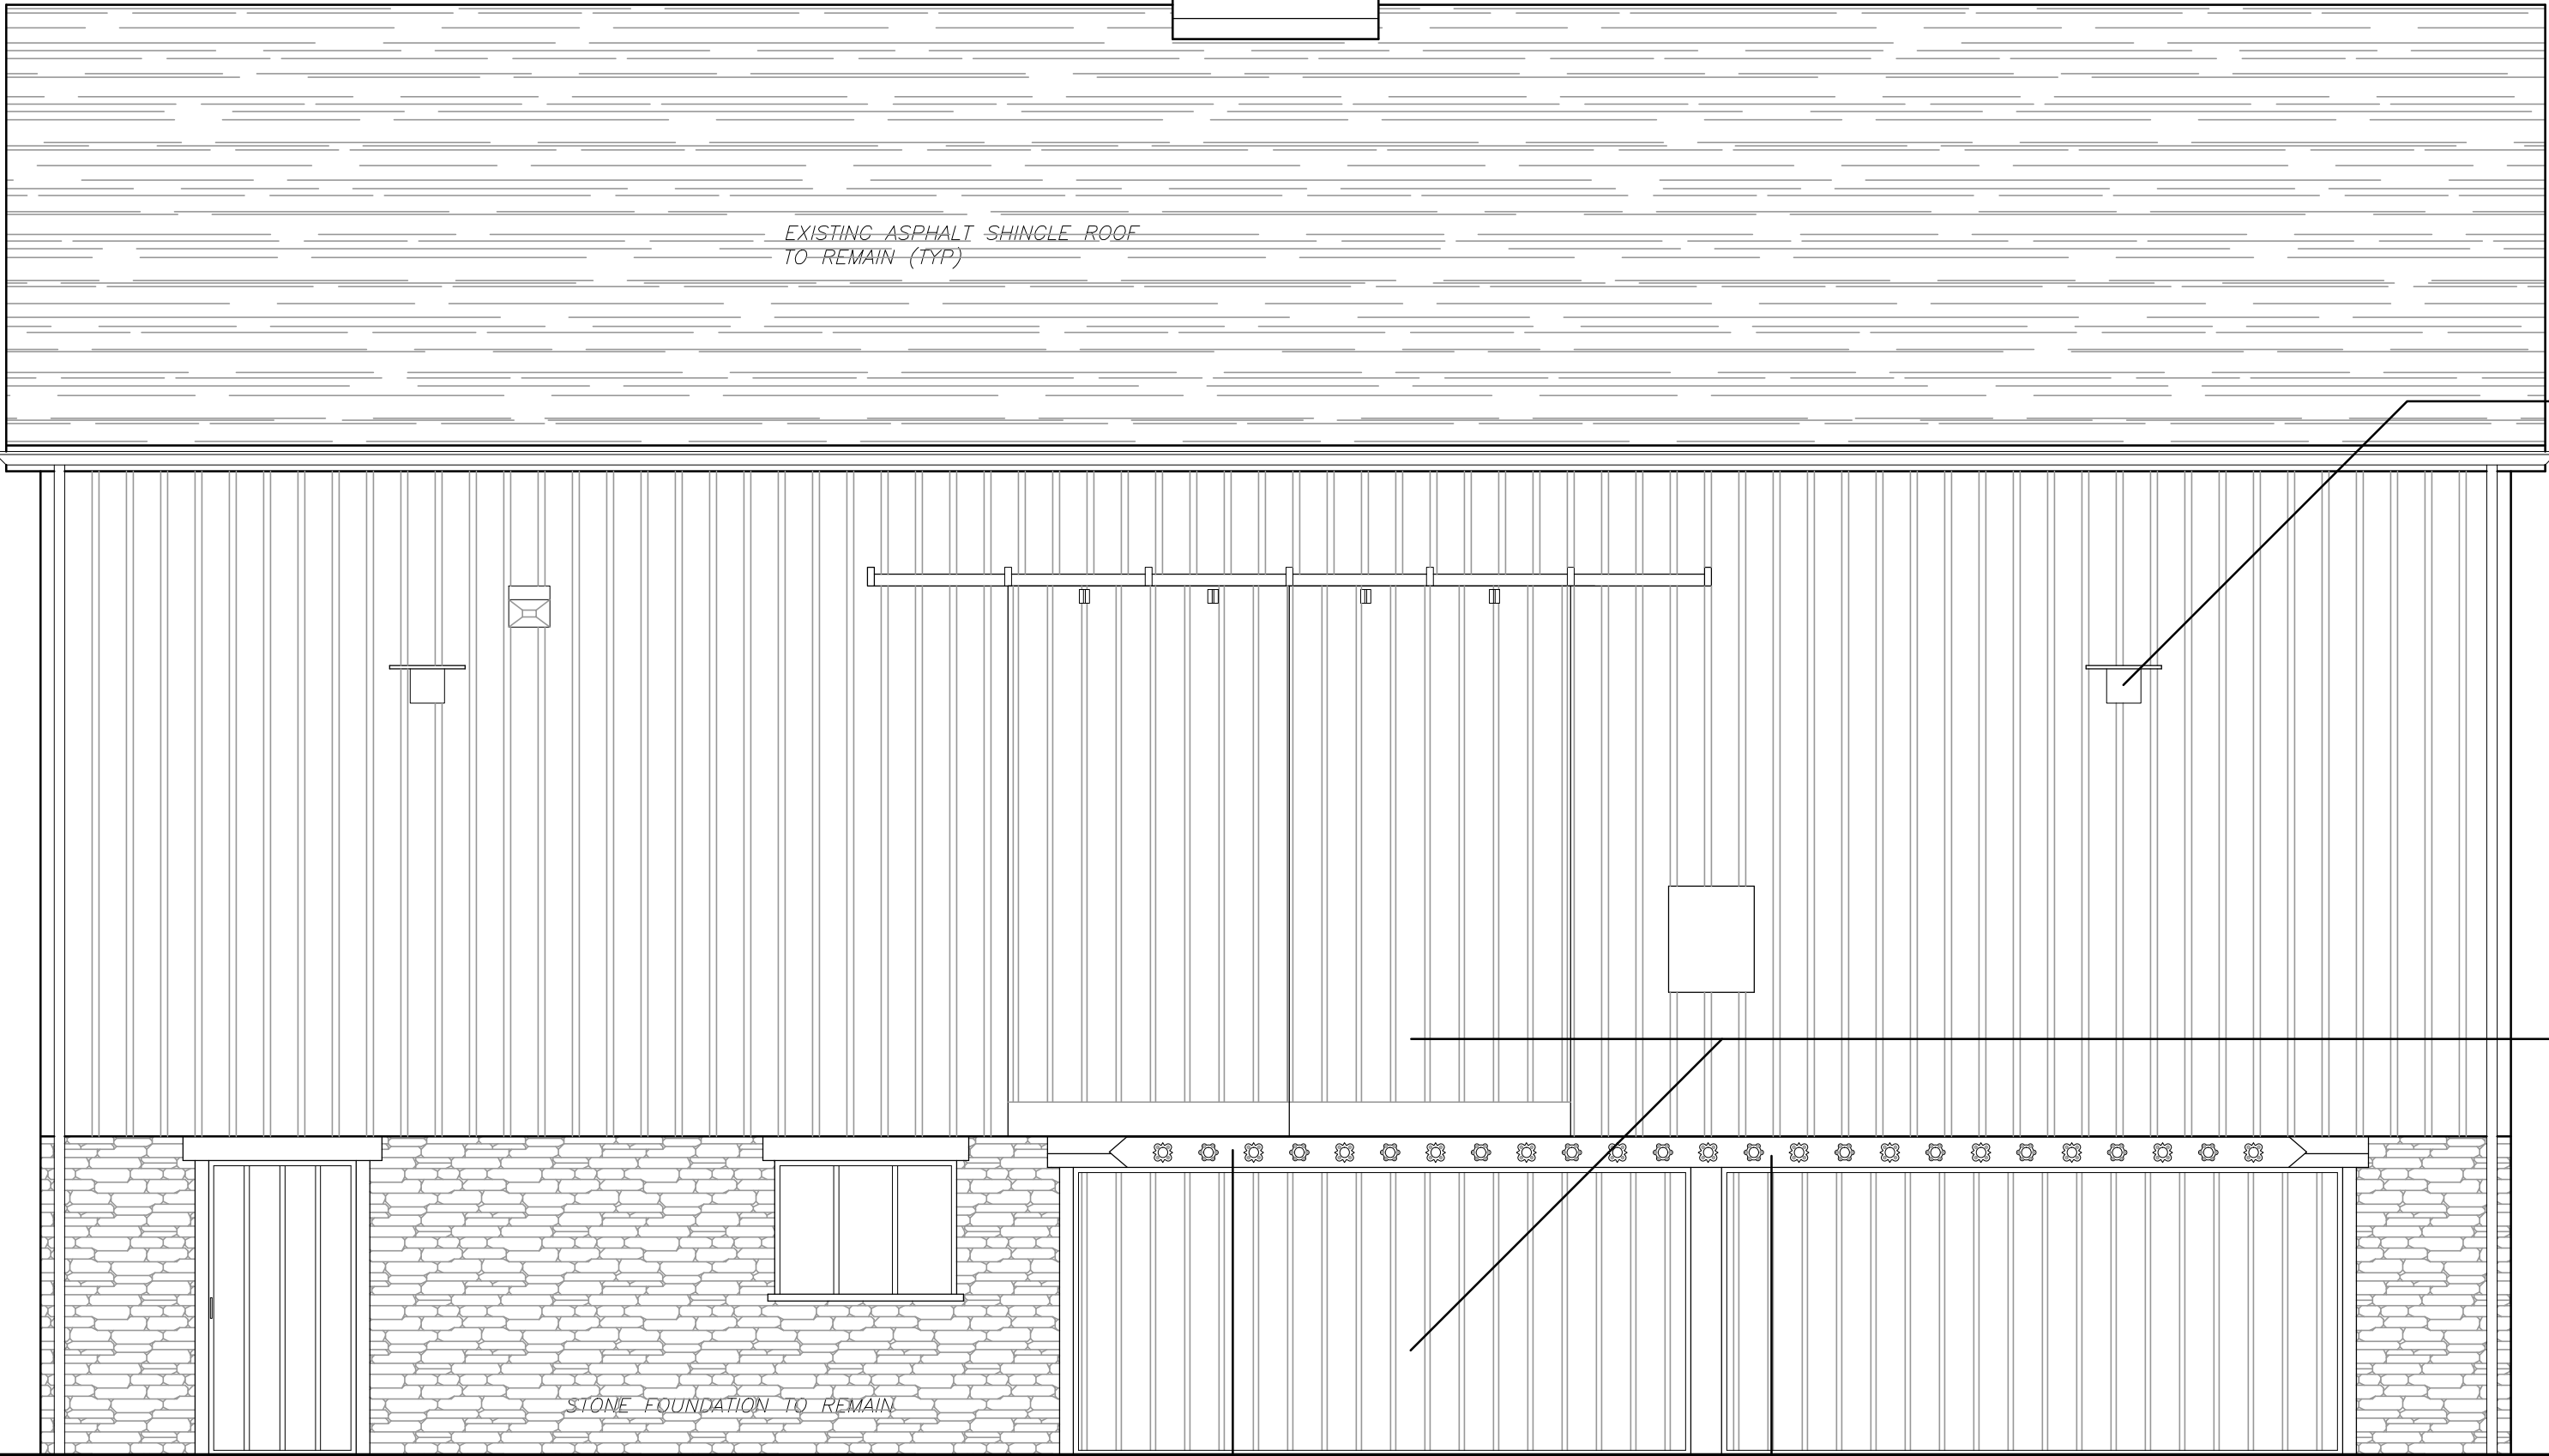 EXISTING ASPHALT SHINGLE ROOF
TO REMAIN (TYP)
STONE FOUNDATION TO REMAIN